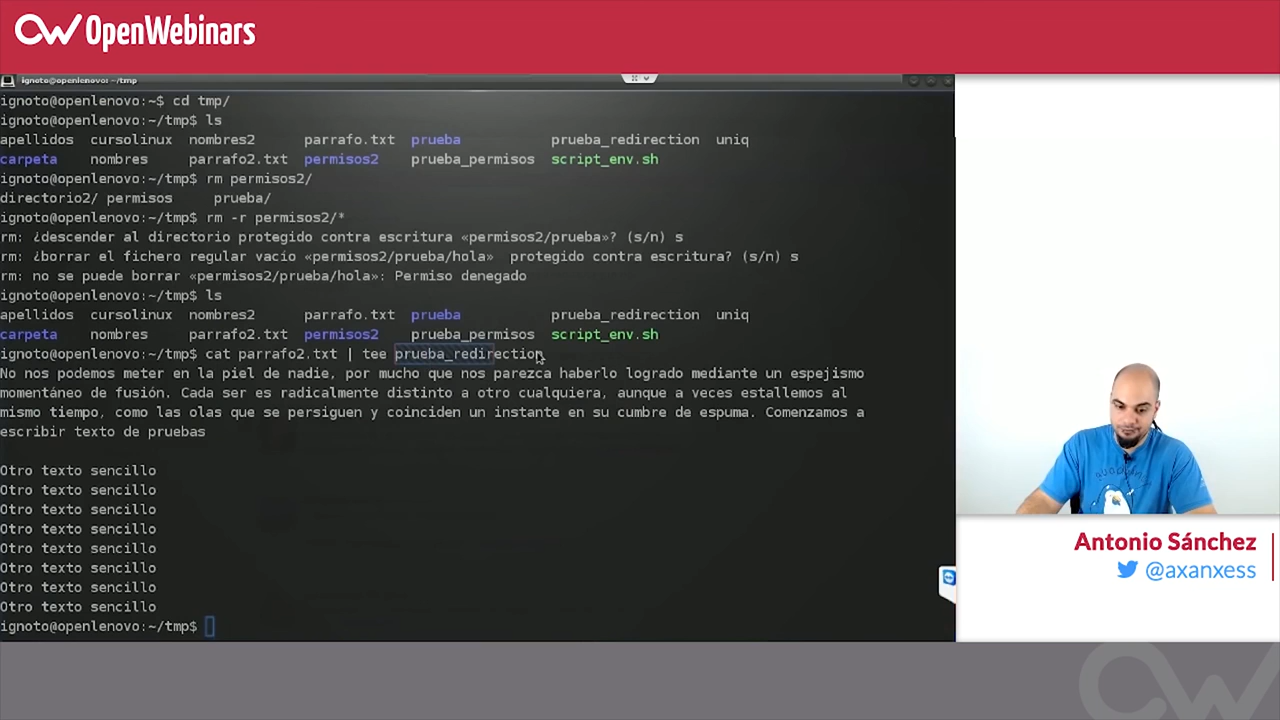 OpenWebinars
ignoto@openlenovo: ~/tmp
ignoto@openlenovo:~$ cd tmp/
ignoto@openlenovo:~/tmp$ ls
apellidos cursolinux nombres2 parrafo.txt prueba prueba_redirection uniq
carpeta nombres parrafo2.txt permisos2 prueba_permisos script_env.sh
ignoto@openlenovo:~/tmp$ rm permisos2/
directorio2/ permisos prueba/
ignoto@openlenovo:~/tmp$ rm -r permisos2/*
rm: ¿descender al directorio protegido contra escritura «permisos2/prueba»? (s/n) s
rm: ¿borrar el fichero regular vacío «permisos2/prueba/hola» protegido contra escritura? (s/n) s
rm: no se puede borrar «permisos2/prueba/hola»: Permiso denegado
ignoto@openlenovo:~/tmp$ ls
apellidos cursolinux nombres2 parrafo.txt prueba prueba_redirection uniq
carpeta nombres parrafo2.txt permisos2 prueba_permisos script_env.sh
ignoto@openlenovo:~/tmp$ cat parrafo2.txt | tee prueba_redirection
No nos podemos meter en la piel de nadie, por mucho que nos parezca haberlo logrado mediante un espejismo
momentáneo de fusión. Cada ser es radicalmente distinto a otro cualquiera, aunque a veces estallemos al
mismo tiempo, como las olas que se persiguen y coinciden un instante en su cumbre de espuma. Comenzamos a
escribir texto de pruebas
Otro texto sencillo
Otro texto sencillo
Otro texto sencillo
Otro texto sencillo
Otro texto sencillo
Otro texto sencillo
Otro texto sencillo
Otro texto sencillo
ignoto@openlenovo:~/tmp$
Antonio Sánchez
@axanxess